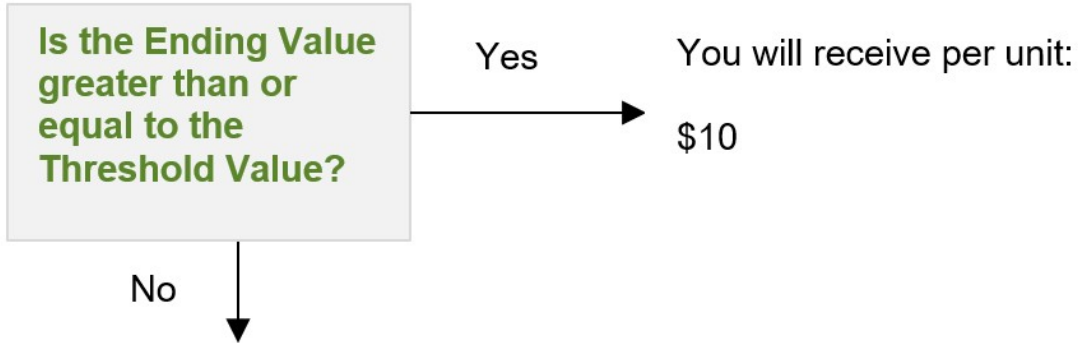 Is the Ending Value
greater than or
equal to the
Threshold Value?
Yes
You will receive per unit:
$10
No